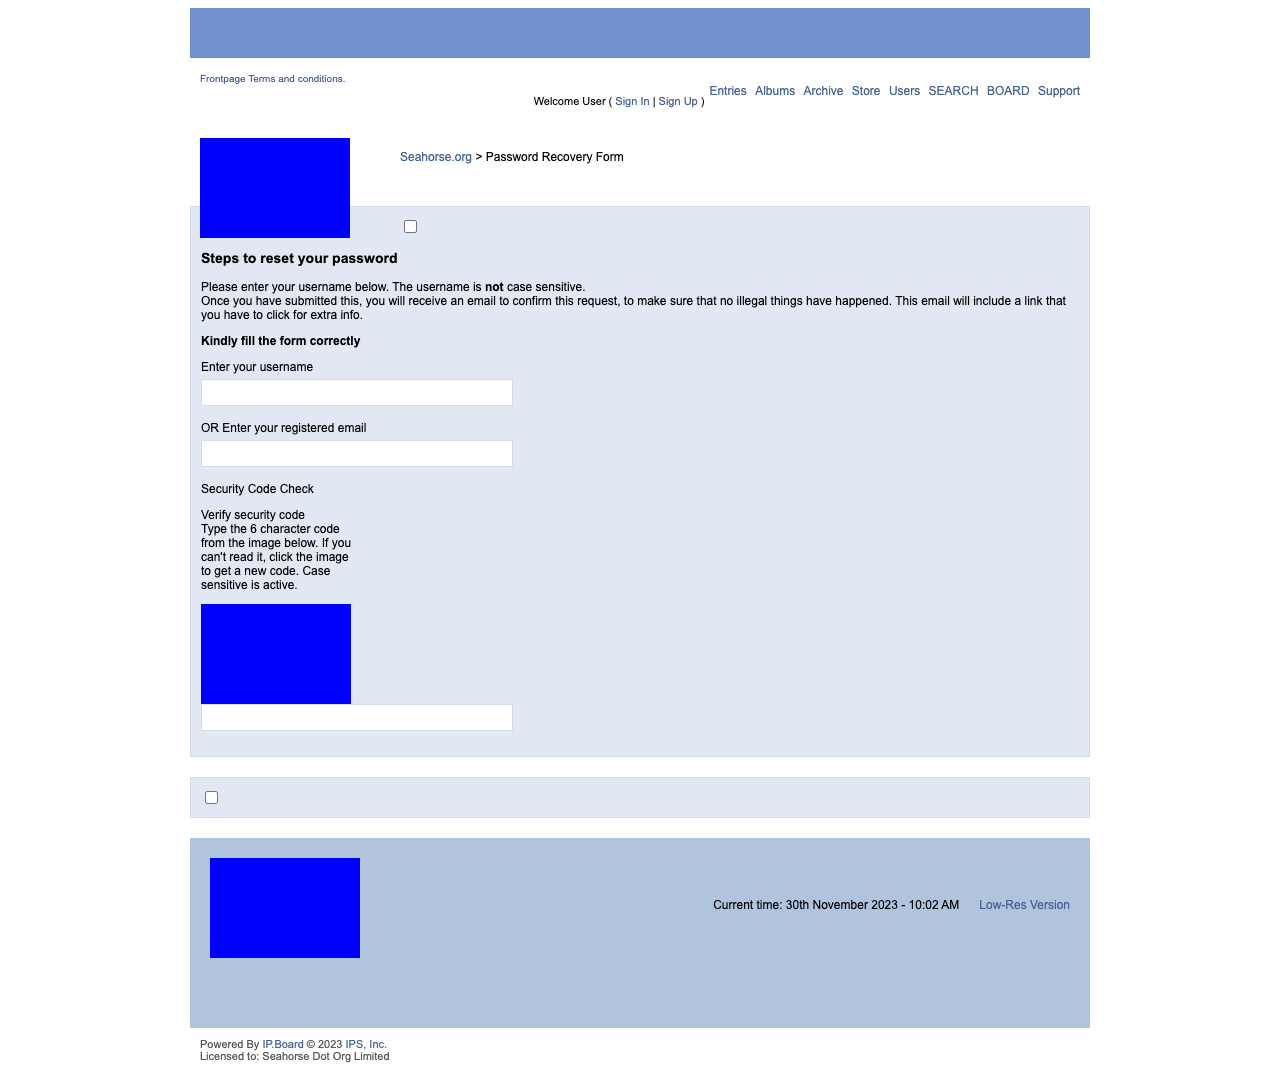 Frontpage Terms and conditions.
Entries Albums Archive Store Users SEARCH BOARD Support
Welcome User ( Sign In | Sign Up )
Seahorse.org > Password Recovery Form
Steps to reset your password
Please enter your username below. The username is not case sensitive.
Once you have submitted this, you will receive an email to confirm this request, to make sure that no illegal things have happened. This email will include a link that
you have to click for extra info.
Kindly fill the form correctly
Enter your username
OR Enter your registered email
Security Code Check
Verify security code
Type the 6 character code
from the image below. If you
can't read it, click the image
to get a new code. Case
sensitive is active.
Current time: 30th November 2023 - 10:02 AM
Low-Res Version
Powered By IP.Board © 2023 IPS, Inc.
Licensed to: Seahorse Dot Org Limited